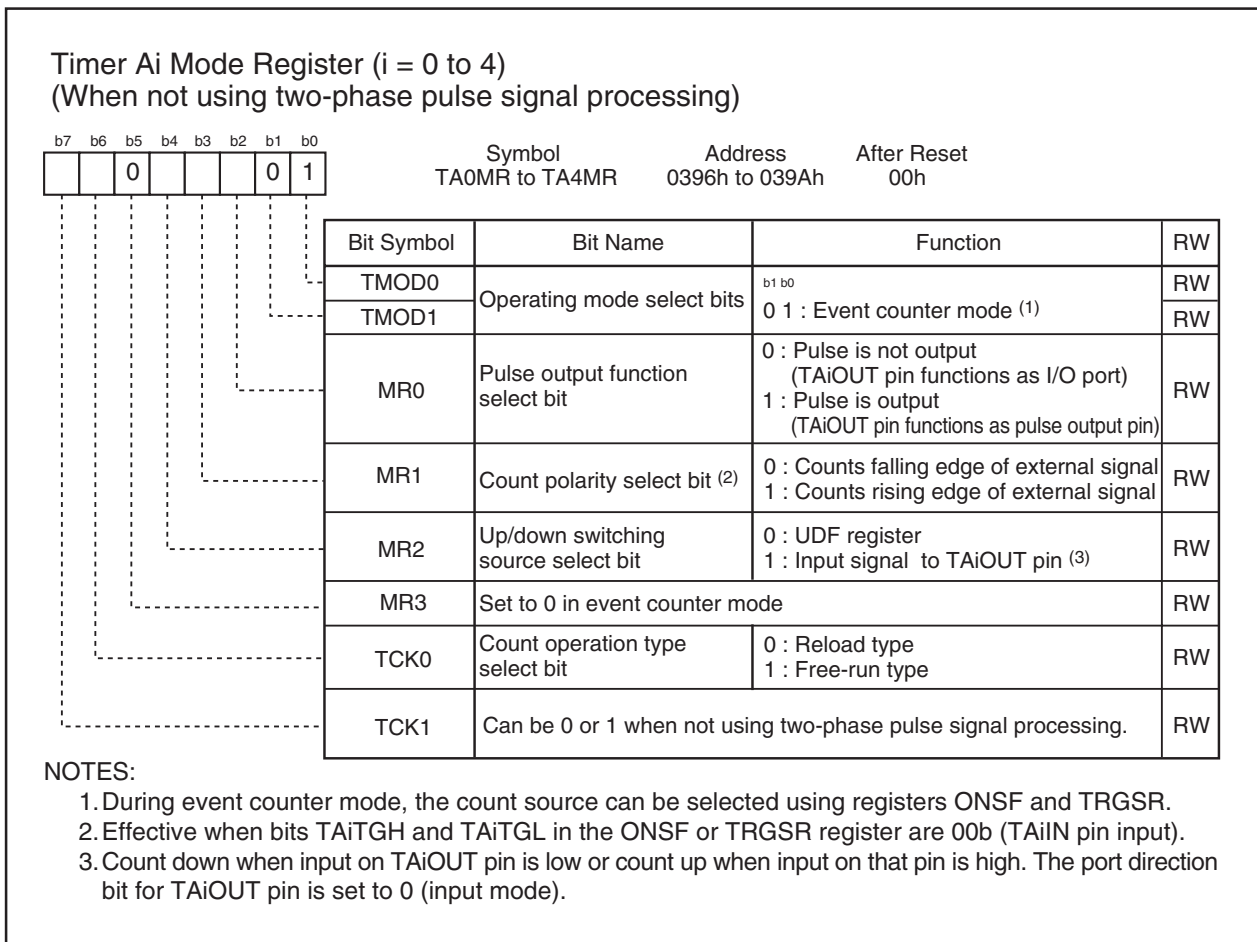 Timer Ai Mode Register (i = 0 to 4)
(When not using two-phase pulse signal processing)
b7 b6 b5 b4 b3 b2 b1 b0
0 0 1
Symbol Address After Reset
TA0MR to TA4MR 0396h to 039Ah 00h
Bit Symbol Bit Name Function RW
TMOD0 RW
TMOD1 RW
Operating mode select bits
b1 b0
0 1 : Event counter mode (1)
MR0
Pulse output function
select bit
0 : Pulse is not output
(TAiOUT pin functions as I/O port)
1 : Pulse is output
(TAiOUT pin functions as pulse output pin)
RW
MR1
Count polarity select bit (2)
0 : Counts falling edge of external signal
1 : Counts rising edge of external signal
RW
MR2
Up/down switching
source select bit
0 : UDF register
1 : Input signal to TAiOUT pin (3)
RW
MR3 Set to 0 in event counter mode RW
TCK0
Count operation type
select bit
0 : Reload type
1 : Free-run type
RW
TCK1 Can be 0 or 1 when not using two-phase pulse signal processing. RW
NOTES:
1. During event counter mode, the count source can be selected using registers ONSF and TRGSR.
2. Effective when bits TAiTGH and TAiTGL in the ONSF or TRGSR register are 00b (TAiIN pin input).
3. Count down when input on TAiOUT pin is low or count up when input on that pin is high. The port direction
bit for TAiOUT pin is set to 0 (input mode).